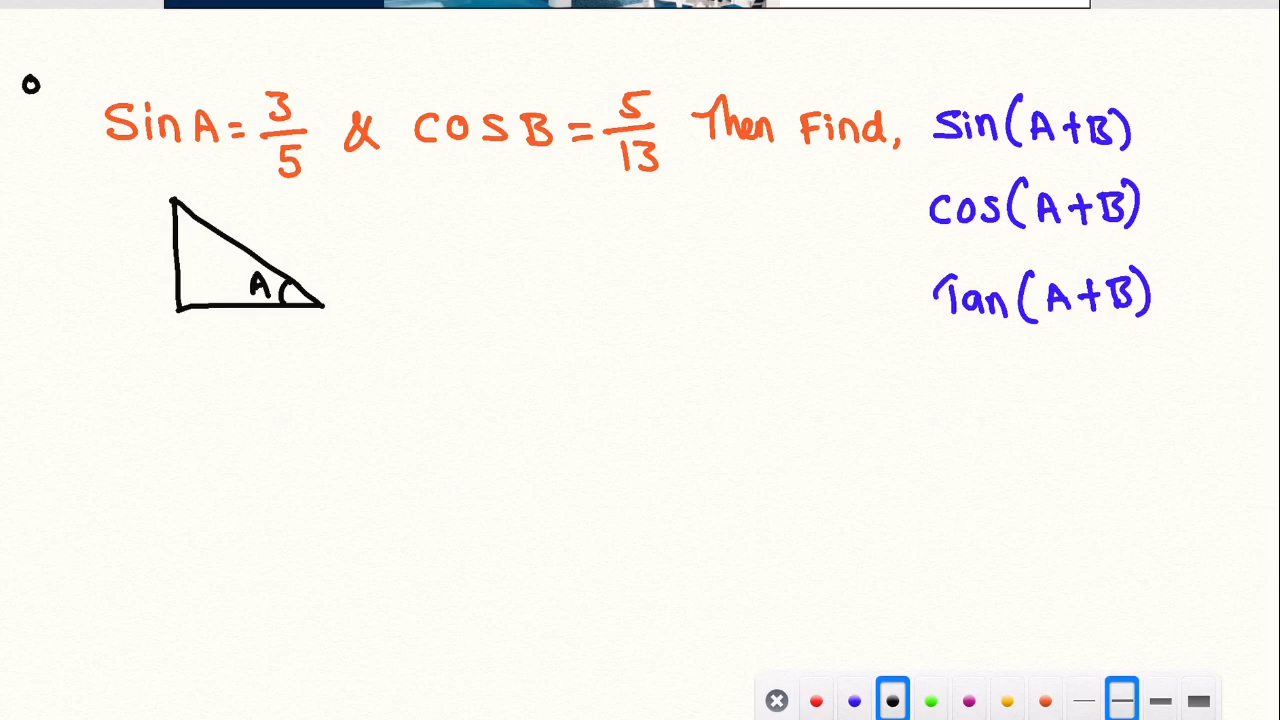 Sin A = 3/5 & cos B = 5/13 Then Find, Sin(A+B)
cos(A+B)
Tan(A+B)
A